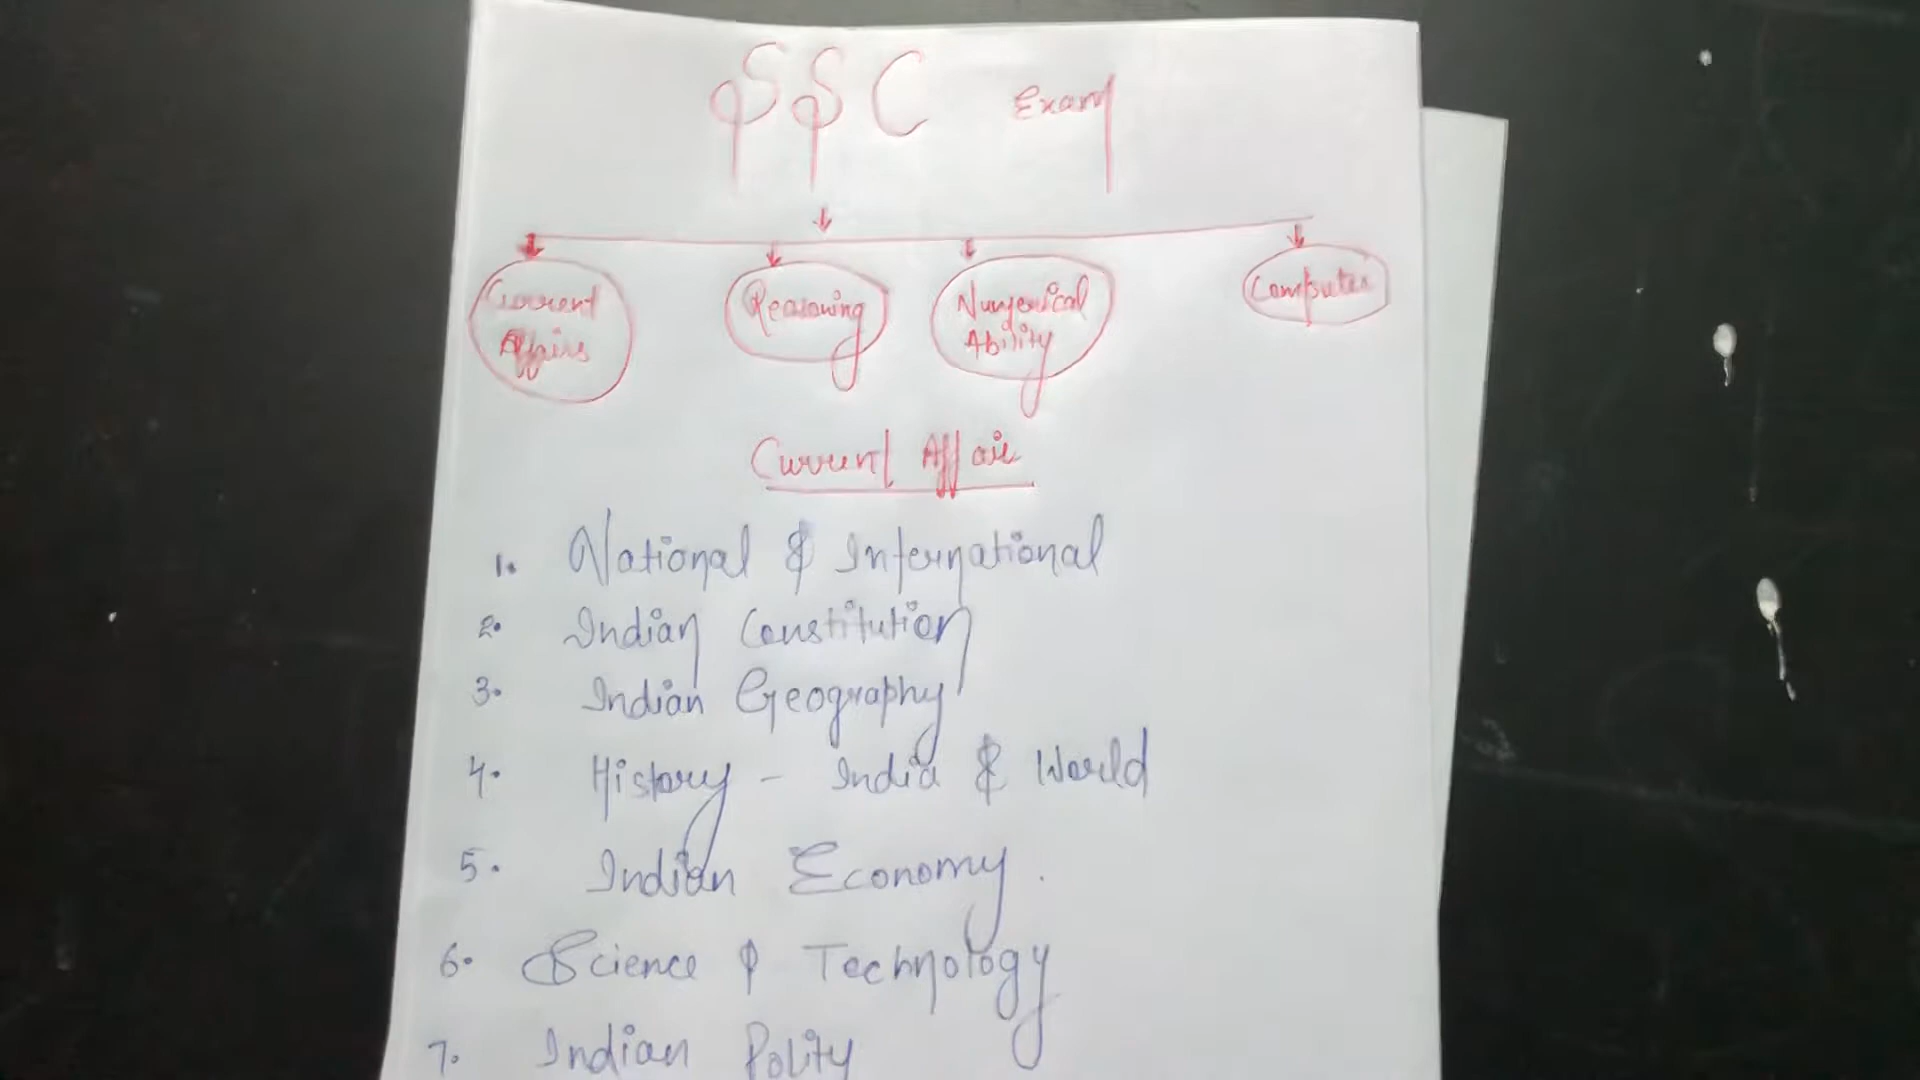 SSC Exam
Current Affairs
Reasoning
Numerical Ability
Computer
Current Affair
1. National & International
2. Indian Constitution
3. Indian Geography
4. History - India & World
5. Indian Economy.
6. Science & Technology
7. Indian Polity